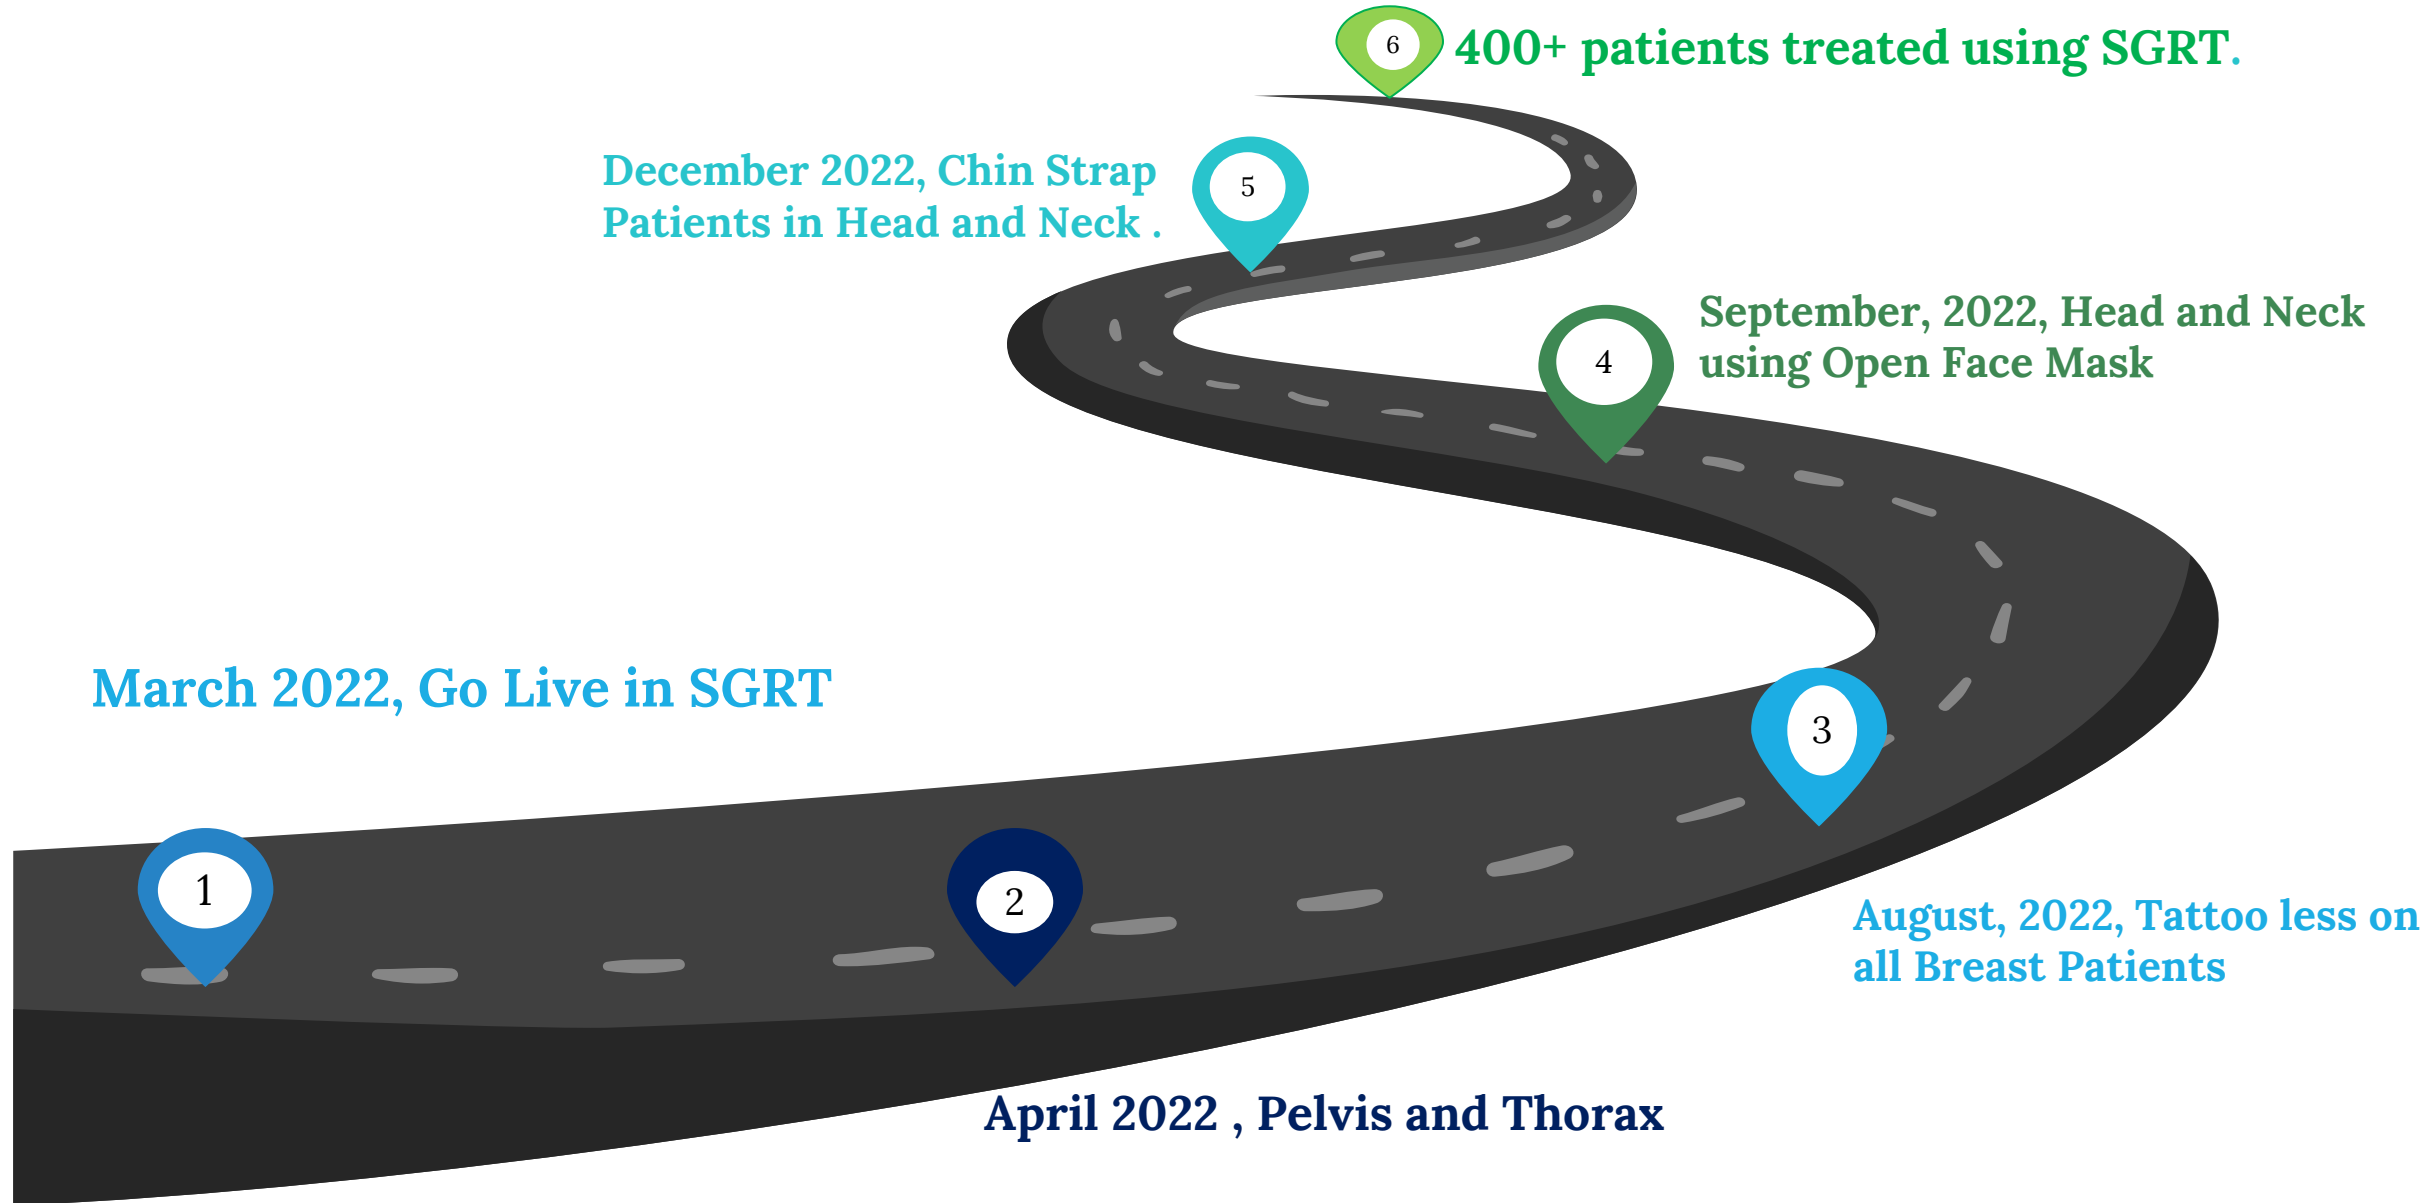 6
400+ patients treated using SGRT.
December 2022, Chin Strap
Patients in Head and Neck .
5
September, 2022, Head and Neck
using Open Face Mask
4
March 2022, Go Live in SGRT
3
1
2
August, 2022, Tattoo less on
all Breast Patients
April 2022 , Pelvis and Thorax